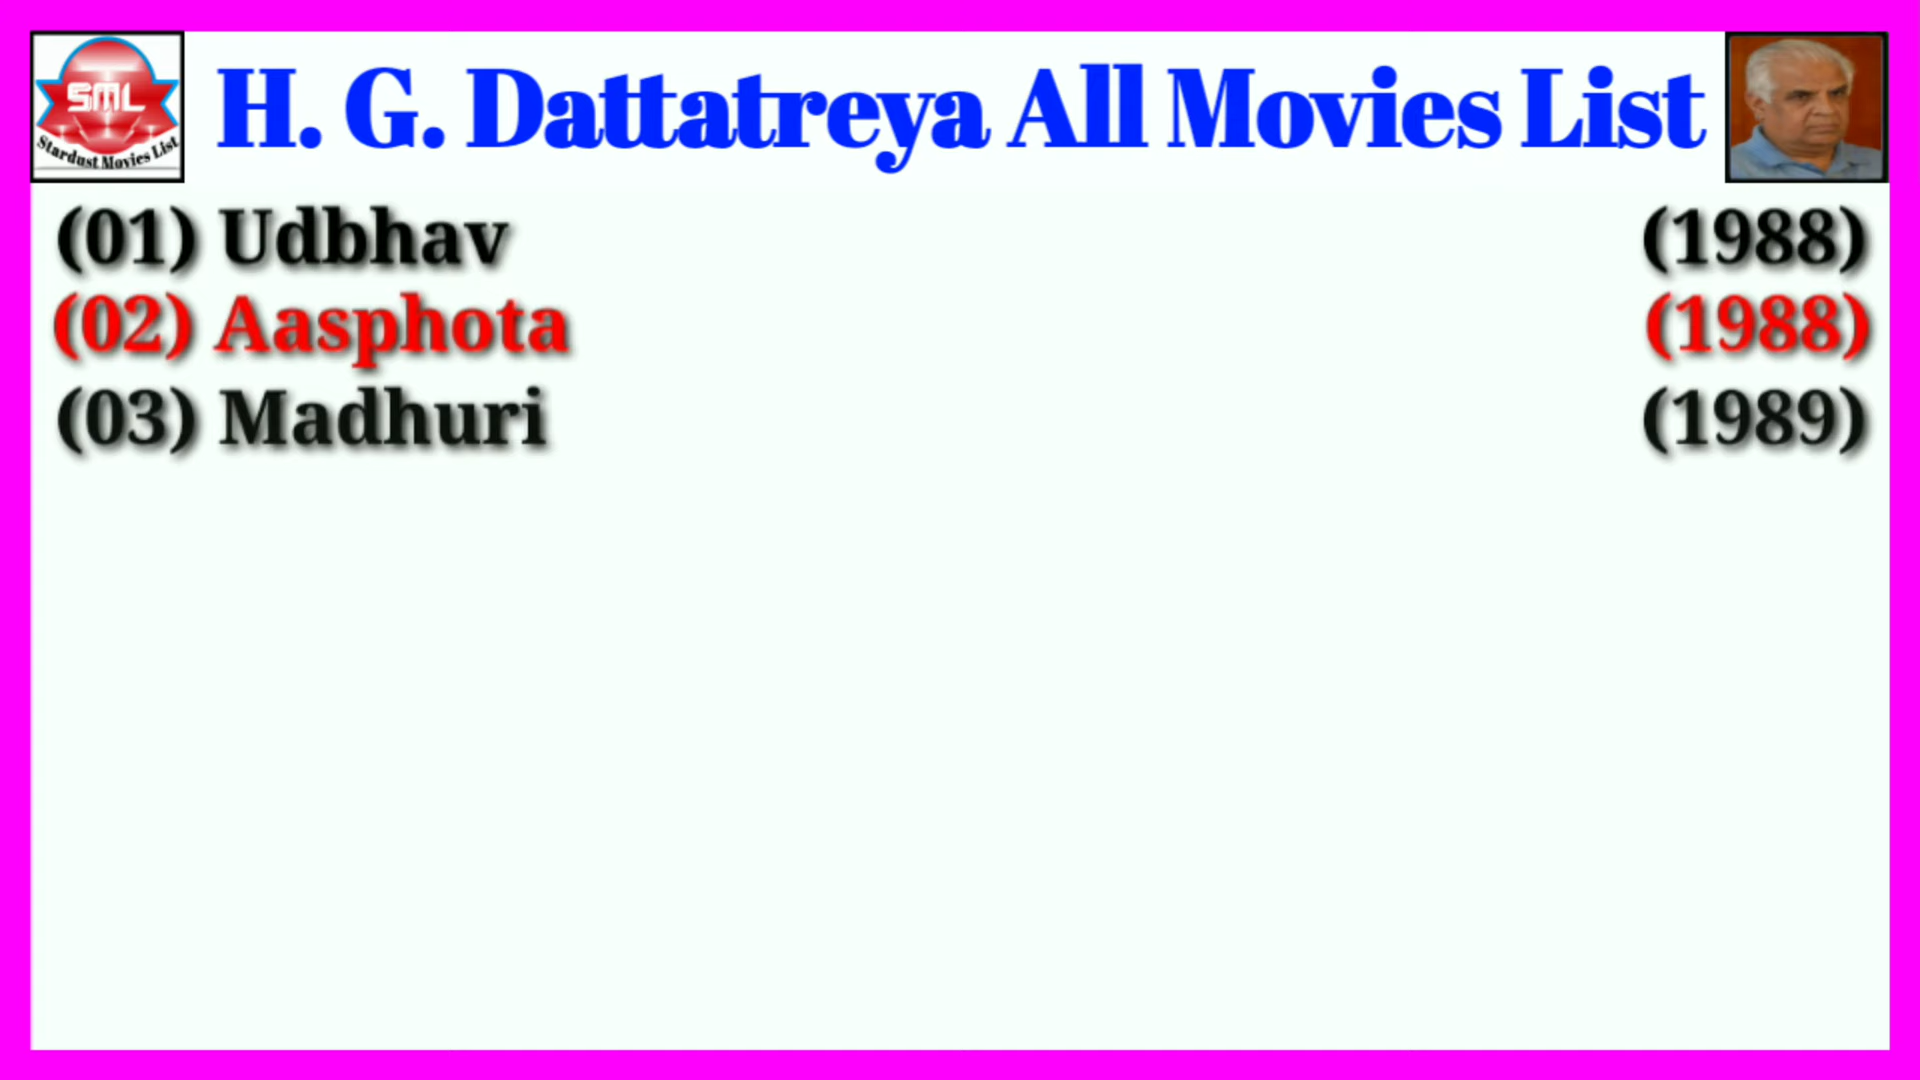 SML
Stardust Movies List
H. G. Dattatreya All Movies List
(01) Udbhav (1988)
(02) Aasphota (1988)
(03) Madhuri (1989)